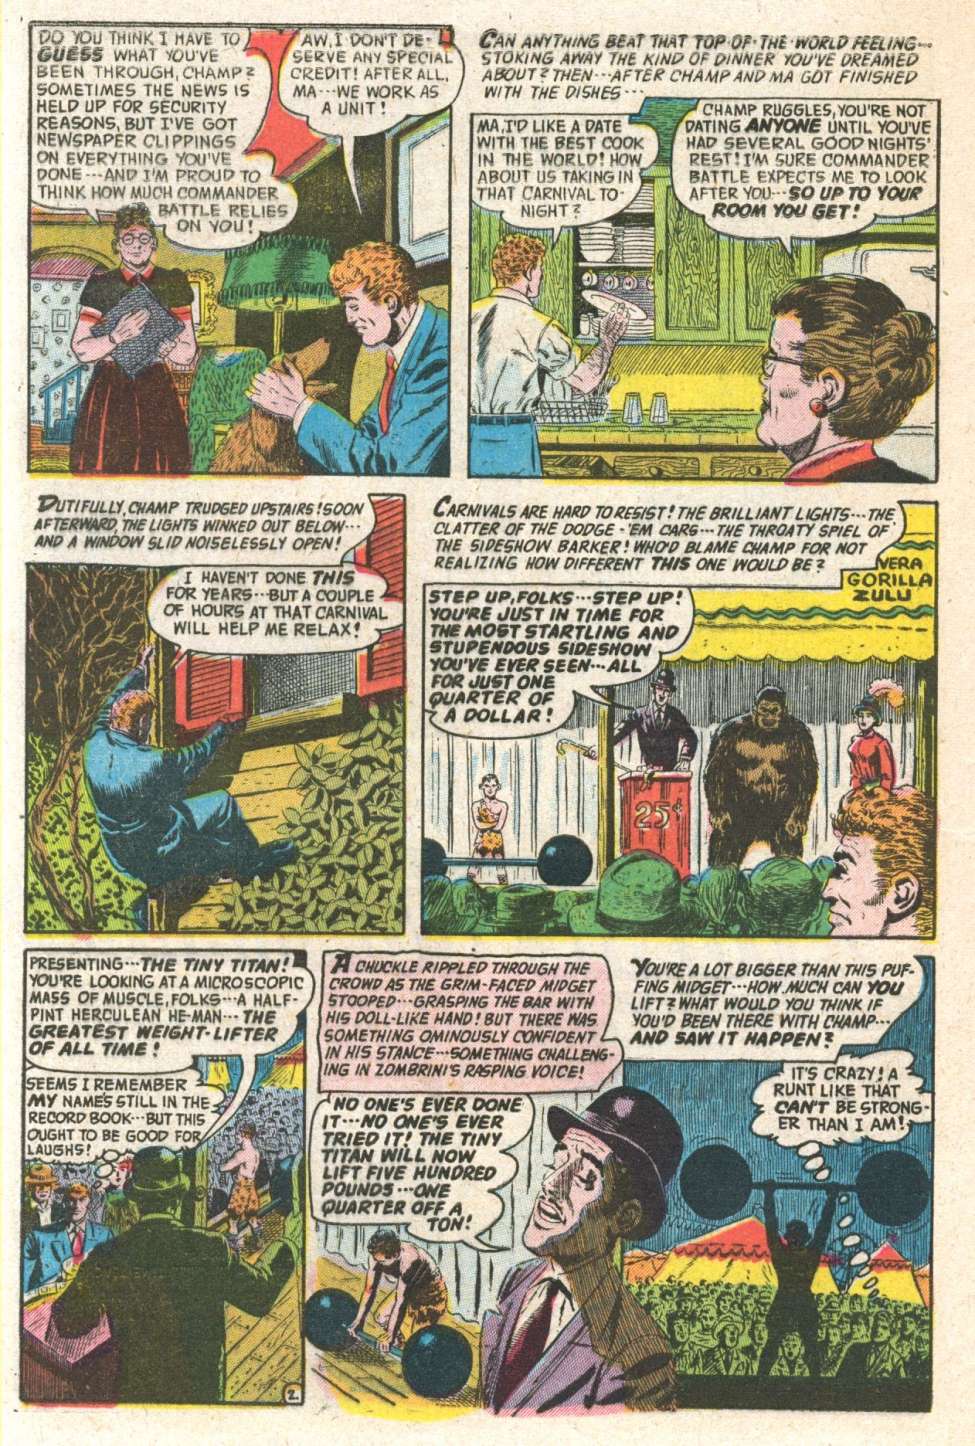 DO YOU THINK I HAVE TO
GUESS WHAT YOU'VE
BEEN THROUGH, CHAMP?
SOMETIMES THE NEWS IS
HELD UP FOR SECURITY
REASONS, BUT I'VE GOT
NEWSPAPER CLIPPINGS
ON EVERYTHING YOU'VE
DONE---AND I'M PROUD TO
THINK HOW MUCH COMMANDER
BATTLE RELIES
ON YOU!
AW, I DON'T DE-
SERVE ANY SPECIAL
CREDIT! AFTER ALL,
MA---WE WORK AS
A UNIT!
CAN ANYTHING BEAT THAT TOP-OF-THE-WORLD FEELING---
STOKING AWAY THE KIND OF DINNER YOU'VE DREAMED
ABOUT? THEN---AFTER CHAMP AND MA GOT FINISHED
WITH THE DISHES---
MA, I'D LIKE A DATE
WITH THE BEST COOK
IN THE WORLD! HOW
ABOUT US TAKING IN
THAT CARNIVAL TO-
NIGHT?
CHAMP RUGGLES, YOU'RE NOT
DATING ANYONE UNTIL YOU'VE
HAD SEVERAL GOOD NIGHTS'
REST! I'M SURE COMMANDER
BATTLE EXPECTS ME TO LOOK
AFTER YOU---SO UP TO YOUR
ROOM YOU GET!
DUTIFULLY, CHAMP TRUDGED UPSTAIRS! SOON
AFTERWARD, THE LIGHTS WINKED OUT BELOW---
AND A WINDOW SLID NOISELESSLY OPEN!
I HAVEN'T DONE THIS
FOR YEARS---BUT A COUPLE
OF HOURS AT THAT CARNIVAL
WILL HELP ME RELAX!
CARNIVALS ARE HARD TO RESIST! THE BRILLIANT LIGHTS---THE
CLATTER OF THE DODGE-'EM CARS---THE THROATY SPIEL OF
THE SIDESHOW BARKER! WHO'D BLAME CHAMP FOR NOT
REALIZING HOW DIFFERENT THIS ONE WOULD BE?
VERA
GORILLA
ZULU
STEP UP, FOLKS---STEP UP!
YOU'RE JUST IN TIME FOR
THE MOST STARTLING AND
STUPENDOUS SIDESHOW
YOU'VE EVER SEEN---ALL
FOR JUST ONE
QUARTER OF
A DOLLAR!
25¢
PRESENTING---THE TINY TITAN!
YOU'RE LOOKING AT A MICROSCOPIC
MASS OF MUSCLE, FOLKS---A HALF-
PINT HERCULEAN HE-MAN---THE
GREATEST WEIGHT-LIFTER
OF ALL TIME!
SEEMS I REMEMBER
MY NAME'S STILL IN THE
RECORD BOOK---BUT THIS
OUGHT TO BE GOOD FOR
LAUGHS!
2
A CHUCKLE RIPPLED THROUGH THE
CROWD AS THE GRIM-FACED MIDGET
STOOPED---GRASPING THE BAR WITH
HIS DOLL-LIKE HAND! BUT THERE WAS
SOMETHING OMINOUSLY CONFIDENT
IN HIS STANCE---SOMETHING CHALLENG-
ING IN ZOMBRINI'S RASPING VOICE!
NO ONE'S EVER DONE
IT---NO ONE'S EVER
TRIED IT! THE TINY
TITAN WILL NOW
LIFT FIVE HUNDRED
POUNDS---ONE
QUARTER OF A
TON!
YOU'RE A LOT BIGGER THAN THIS PUF-
FING MIDGET---HOW MUCH CAN YOU
LIFT? WHAT WOULD YOU THINK IF
YOU'D BEEN THERE WITH CHAMP---
AND SAW IT HAPPEN?
IT'S CRAZY! A
RUNT LIKE THAT
CAN'T BE STRONG-
ER THAN I AM!